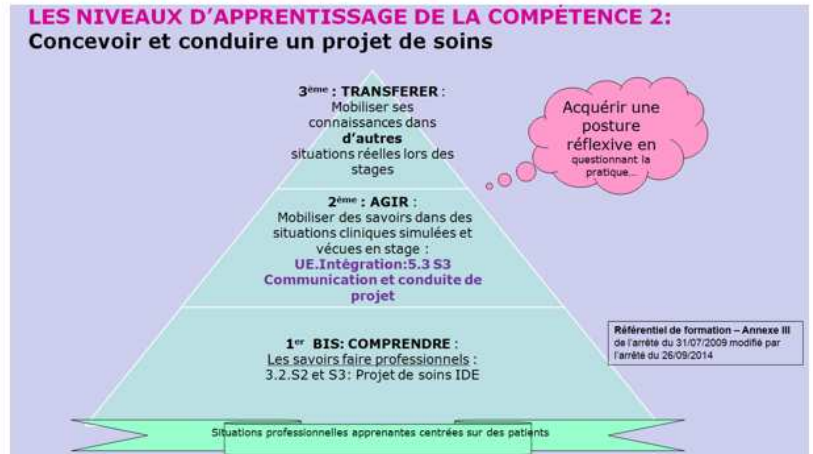 LES NIVEAUX D'APPRENTISSAGE DE LA COMPÉTENCE 2:
Concevoir et conduire un projet de soins
3ème : TRANSFERER :
Mobiliser ses
connaissances dans
d'autres
situations réelles lors des
stages
Acquérir une
posture
réflexive en
questionnant la
pratique...
2ème : AGIR :
Mobiliser des savoirs dans des
situations cliniques simulées et
vécues en stage :
UE.Intégration:5.3 S3
Communication et conduite de
projet
1er BIS: COMPRENDRE :
Les savoirs faire professionnels :
3.2.S2 et S3: Projet de soins IDE
Référentiel de formation – Annexe III
de l'arrêté du 31/07/2009 modifié par
l'arrêté du 26/09/2014
Situations professionnelles apprenantes centrées sur des patients